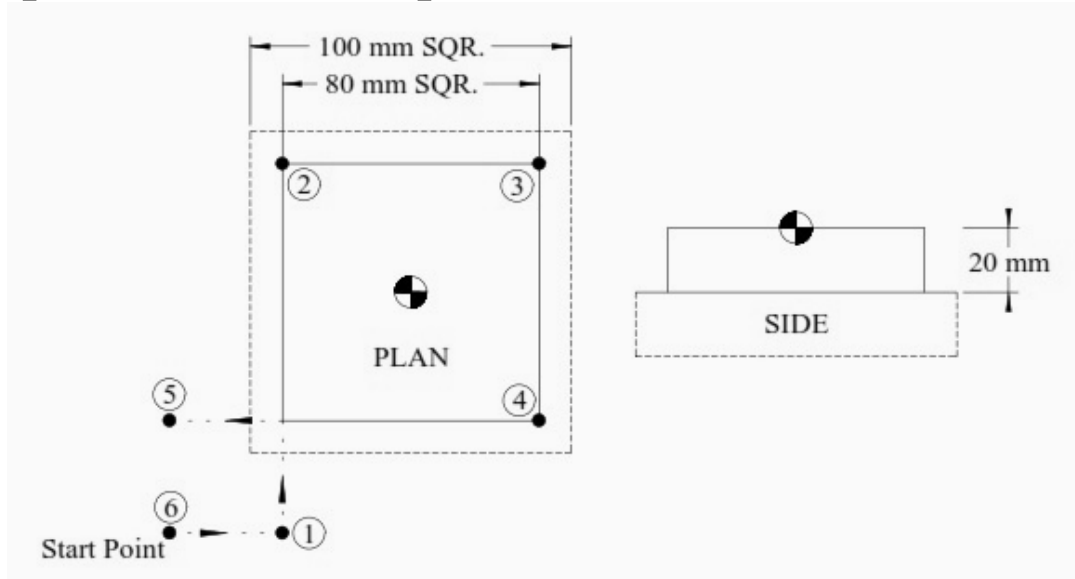 100 mm SQR.
80 mm SQR.
2
3
20 mm
SIDE
PLAN
5
4
6
1
Start Point